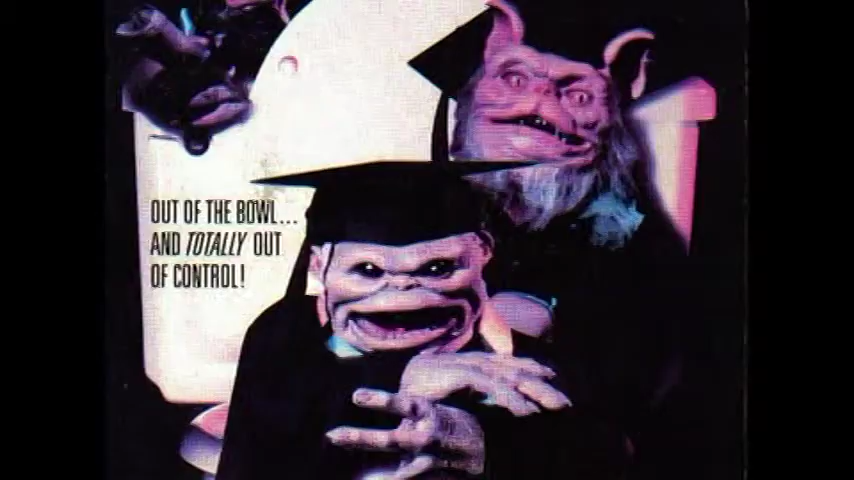 OUT OF THE BOWL...
AND TOTALLY OUT
OF CONTROL!